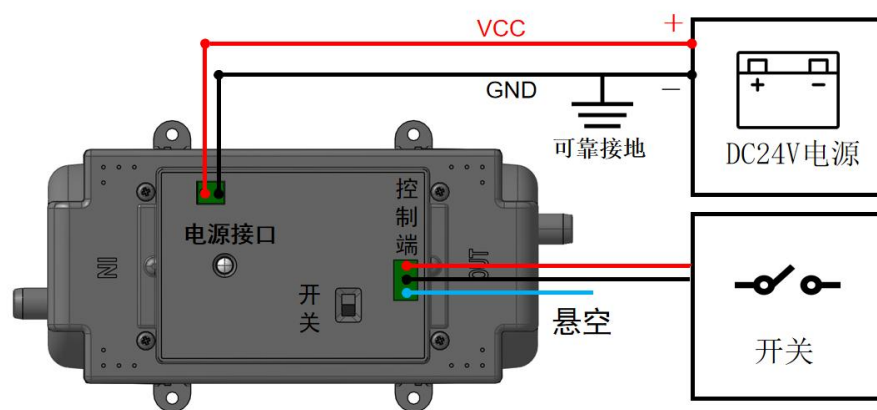 VCC
+
GND
−
可靠接地
+ −
DC24V电源
电源接口
控制端
IN
OUT
开关
悬空
开关